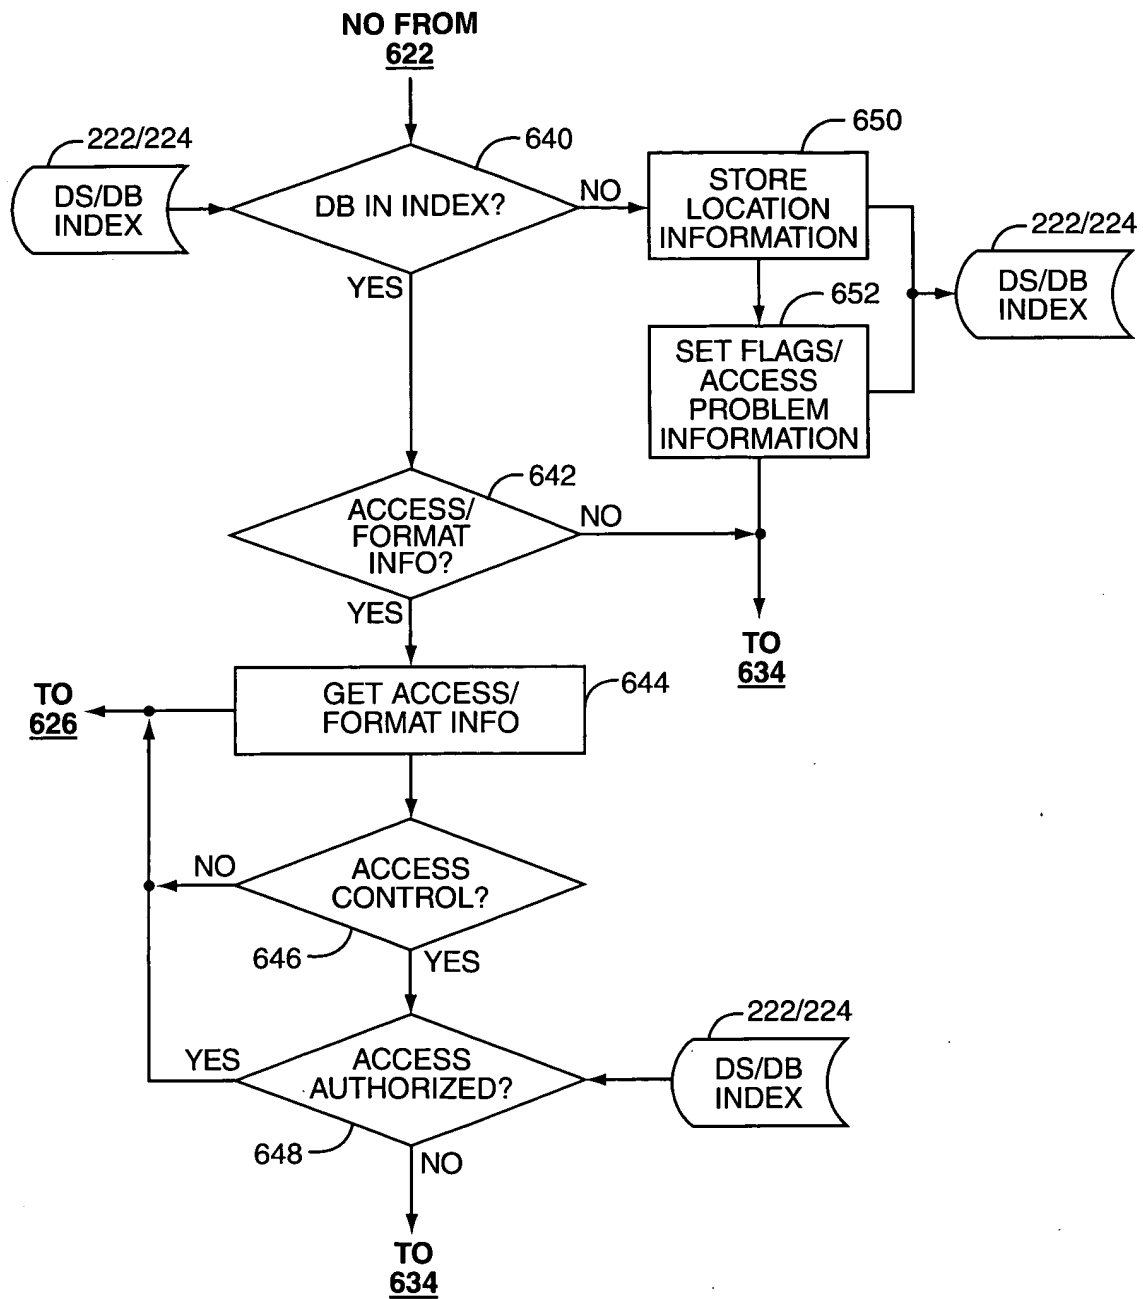 NO FROM
622
222/224
DS/DB
INDEX
640
DB IN INDEX?
NO
YES
650
STORE
LOCATION
INFORMATION
222/224
DS/DB
INDEX
652
SET FLAGS/
ACCESS
PROBLEM
INFORMATION
642
ACCESS/
FORMAT
INFO?
NO
YES
TO
634
TO
626
GET ACCESS/
FORMAT INFO
644
NO
ACCESS
CONTROL?
646
YES
YES
ACCESS
AUTHORIZED?
222/224
DS/DB
INDEX
648
NO
TO
634